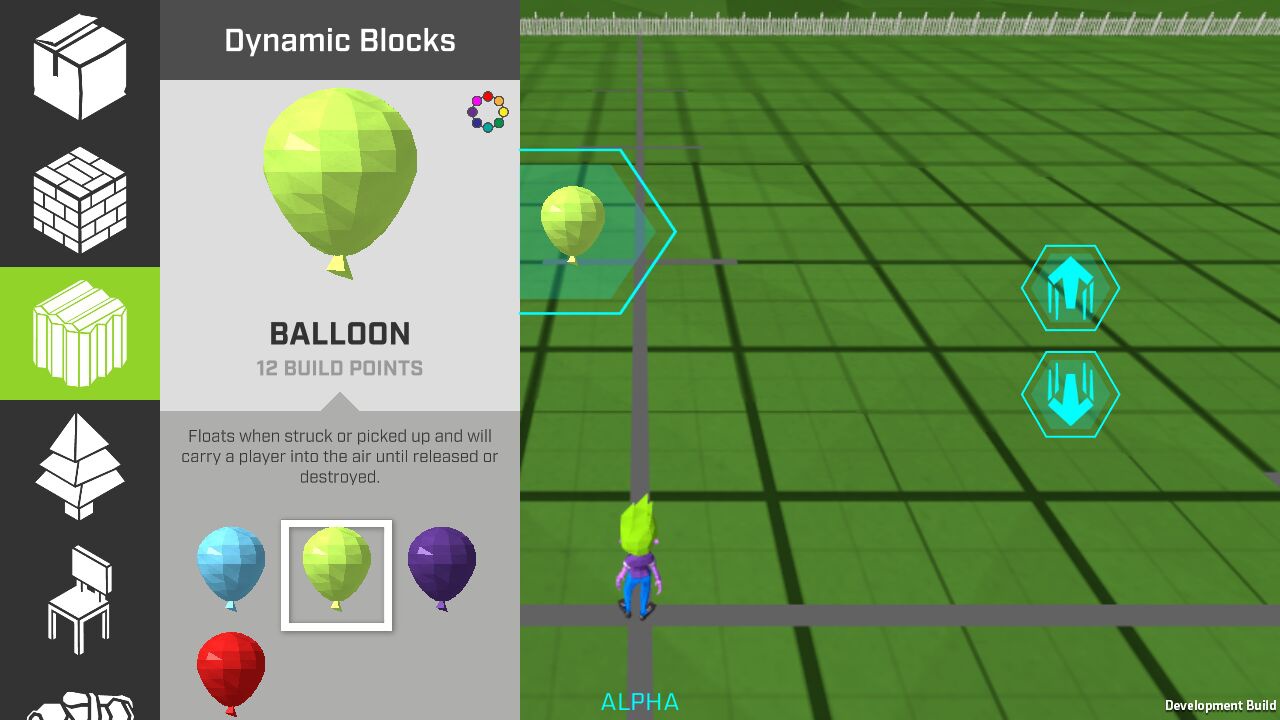 Dynamic Blocks
BALLOON
12 BUILD POINTS
Floats when struck or picked up and will
carry a player into the air until released or
destroyed.
ALPHA
Development Build